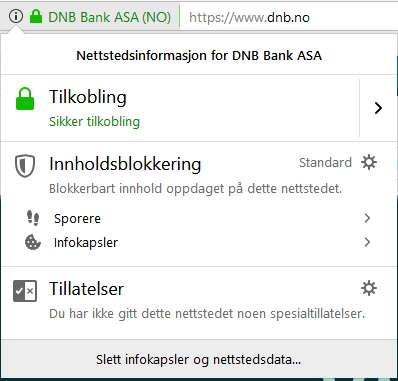 DNB Bank ASA (NO) https://www.dnb.no
Nettstedsinformasjon for DNB Bank ASA
Tilkobling
Sikker tilkobling
Innholdsblokkering Standard
Blokkerbart innhold oppdaget på dette nettstedet.
Sporere
Infokapsler
Tillatelser
Du har ikke gitt dette nettstedet noen spesialtillatelser.
Slett infokapsler og nettstedsdata...